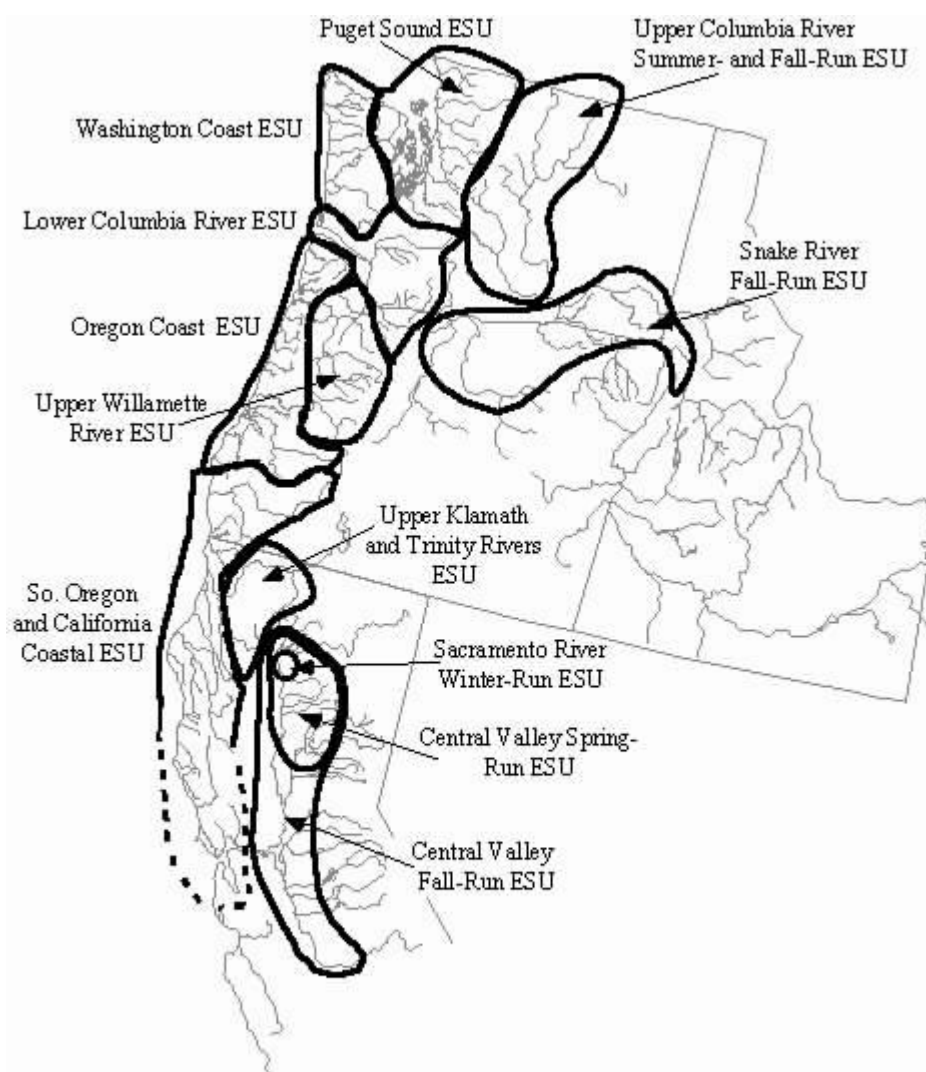 Puget Sound ESU
Upper Columbia River
Summer- and Fall-Run ESU
Washington Coast ESU
Lower Columbia River ESU
Snake River
Fall-Run ESU
Oregon Coast ESU
Upper Willamette
River ESU
Upper Klamath
and Trinity Rivers
ESU
So. Oregon
and California
Coastal ESU
Sacramento River
Winter-Run ESU
Central Valley Spring-
Run ESU
Central Valley
Fall-Run ESU